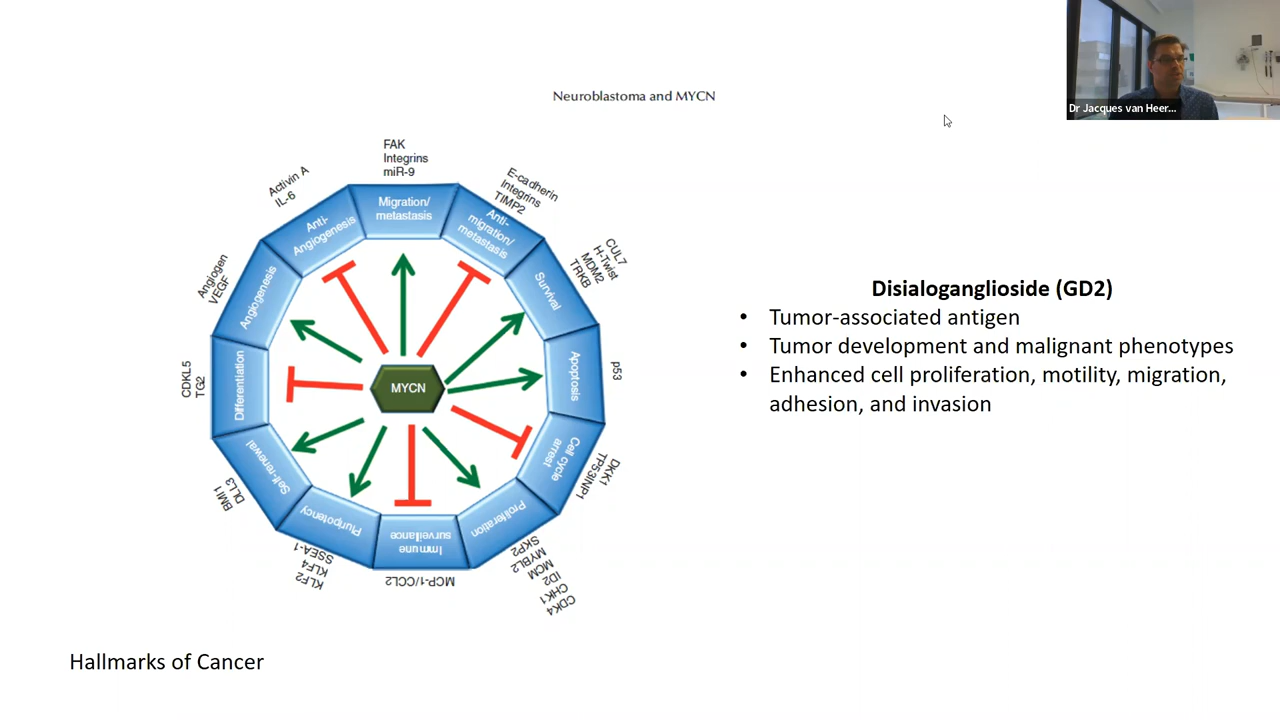 Dr Jacques van Heer...
Neuroblastoma and MYCN
FAK
Integrins
miR-9
Migration/
metastasis
E-cadherin
Integrins
TIMP2
Anti-
migration/
metastasis
CUL7
H-Twist
MDM2
TRKB
Survival
p53
Apoptosis
DKK1
TP53INP1
Cell cycle
arrest
SKP2
MYBL2
MCM
ID2
CHK1
CDK4
Proliferation
MCP-1/CCL2
Immune
surveillance
SSEA-1
KLF4
KLF2
Pluripotency
DLL3
BMI1
Self-renewal
CDKL5
TG2
Differentiation
Angiogen
VEGF
Angiogenesis
Activin A
IL-6
Anti-
Angiogenesis
MYCN
Disialoganglioside (GD2)
• Tumor-associated antigen
• Tumor development and malignant phenotypes
• Enhanced cell proliferation, motility, migration,
adhesion, and invasion
Hallmarks of Cancer